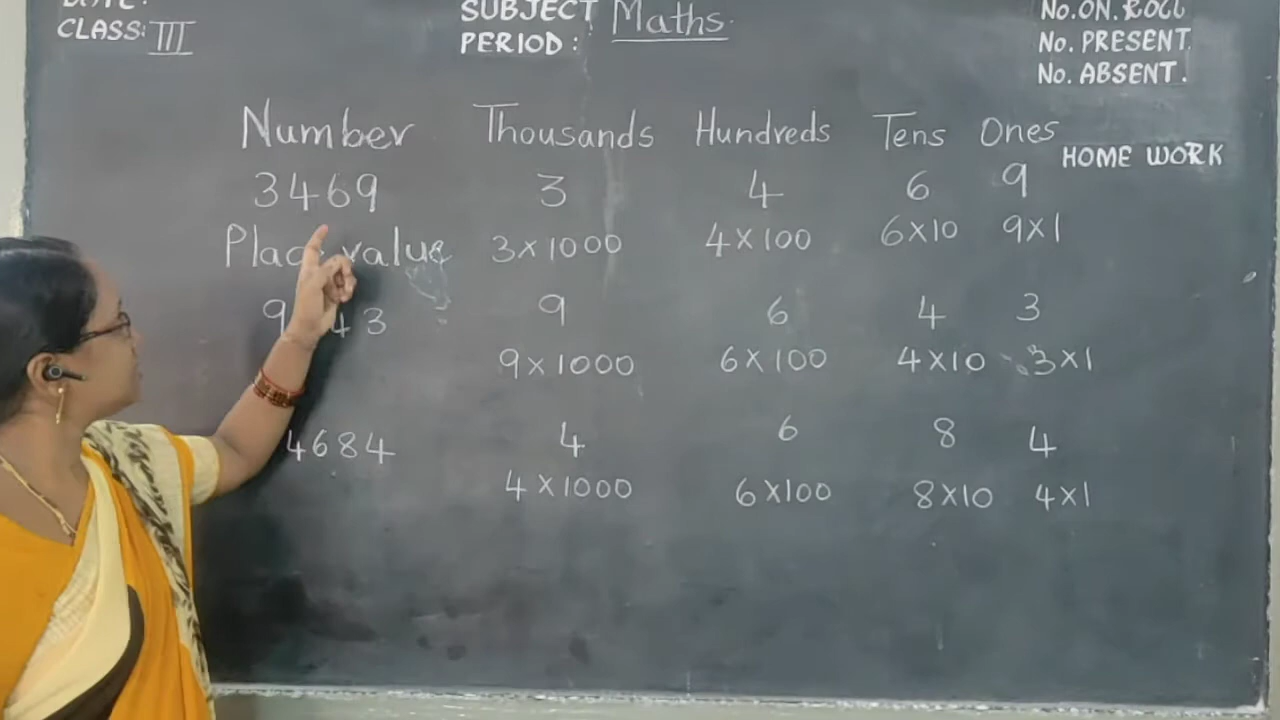 CLASS: III
SUBJECT: Maths.
PERIOD:
No. ON. ROLL
No. PRESENT.
No. ABSENT.
HOME WORK
Number Thousands Hundreds Tens Ones
3469 3 4 6 9
Place value 3×1000 4×100 6×10 9×1
9 43 9 6 4 3
9×1000 6×100 4×10 3×1
4684 4 6 8 4
4×1000 6×100 8×10 4×1